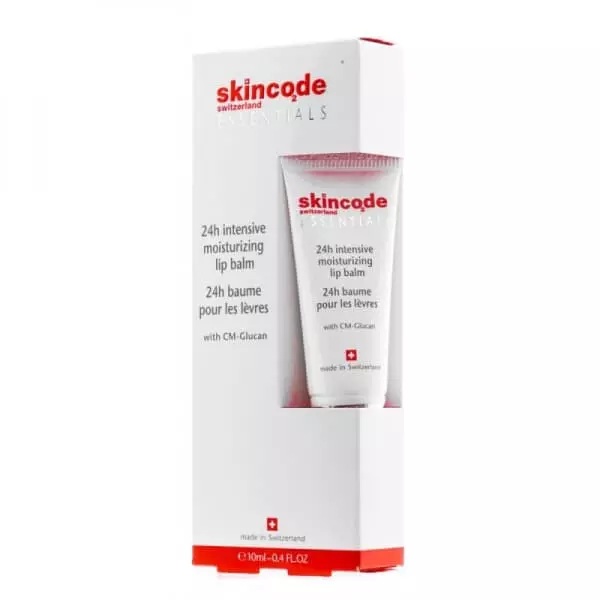 skincode
2
switzerland
ESSENTIALS
24h intensive
moisturizing
lip balm
24h baume
pour les lèvres
with CM-Glucan
made in Switzerland
℮10ml-0.4 FL.OZ
skincode
2
switzerland
ESSENTIALS
24h intensive
moisturizing
lip balm
24h baume
pour les lèvres
with CM-Glucan
made in Switzerland